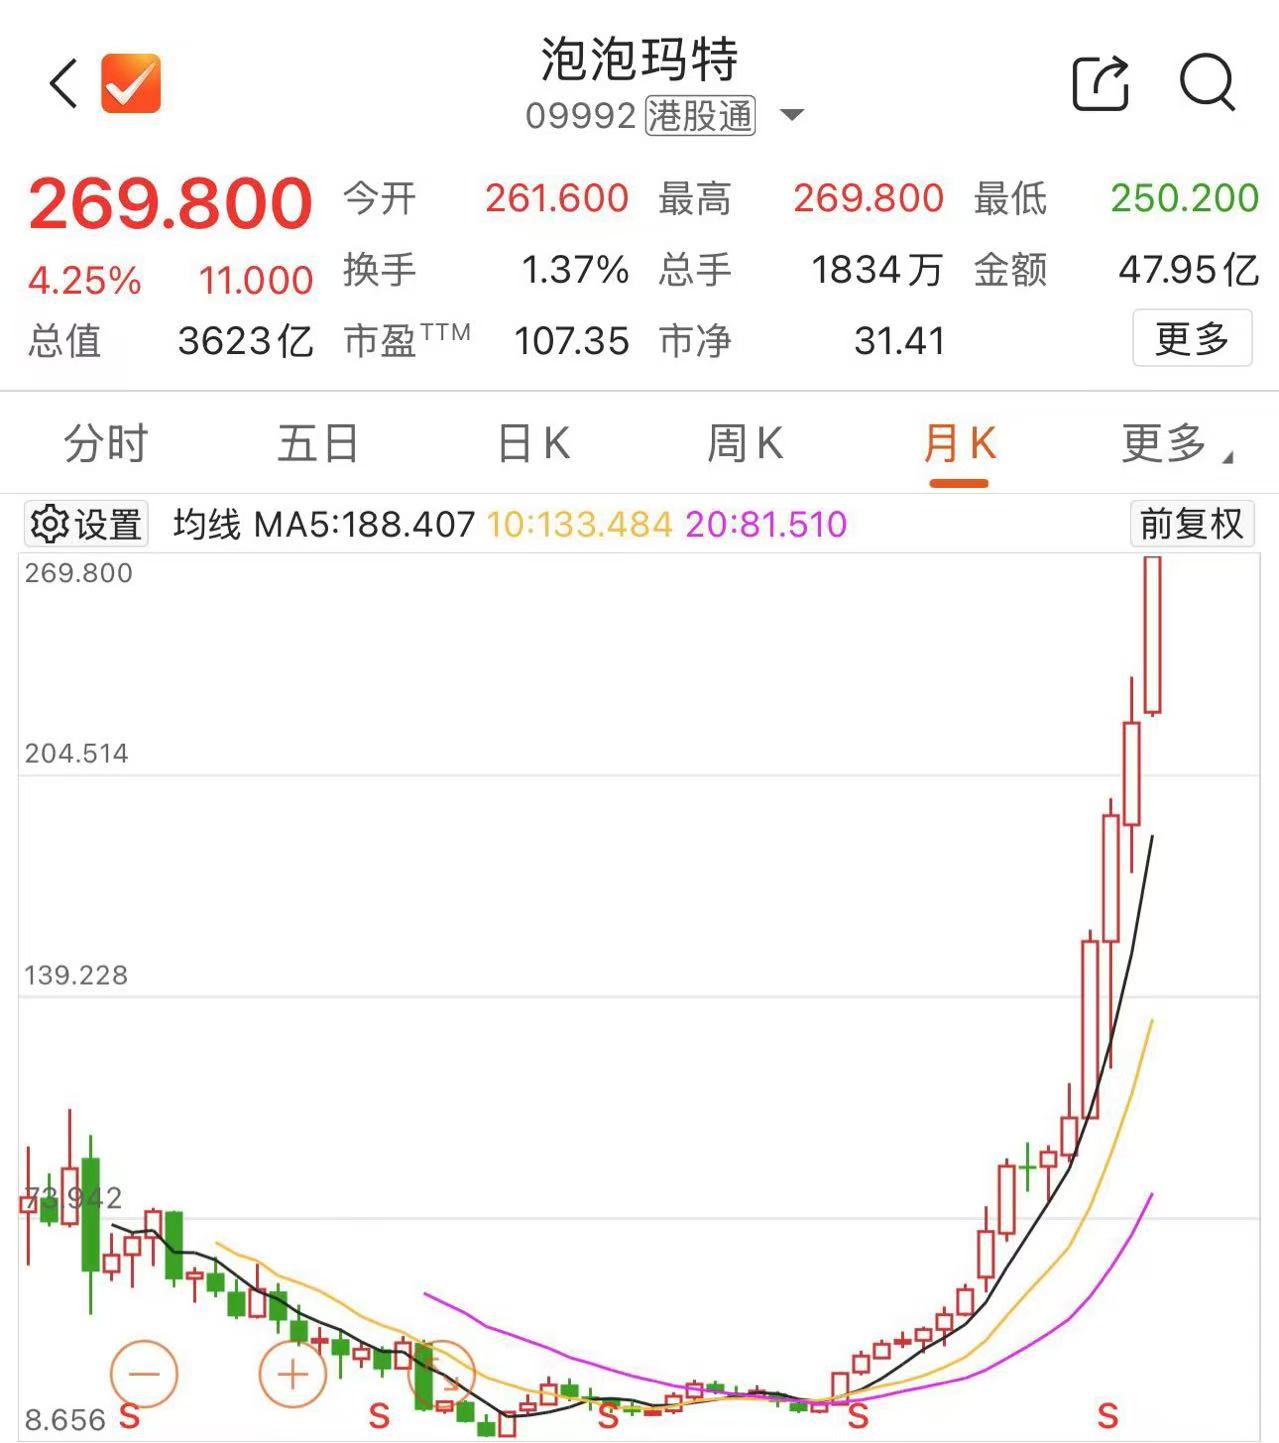 泡泡玛特
09992 港股通
269.800 今开 261.600 最高 269.800 最低 250.200
4.25% 11.000 换手 1.37% 总手 1834万 金额 47.95亿
总值 3623亿 市盈TTM 107.35 市净 31.41 更多
分时 五日 日K 周K 月K 更多
设置 均线 MA5:188.407 10:133.484 20:81.510 前复权
269.800
204.514
139.228
73.942
8.656 S S S S S